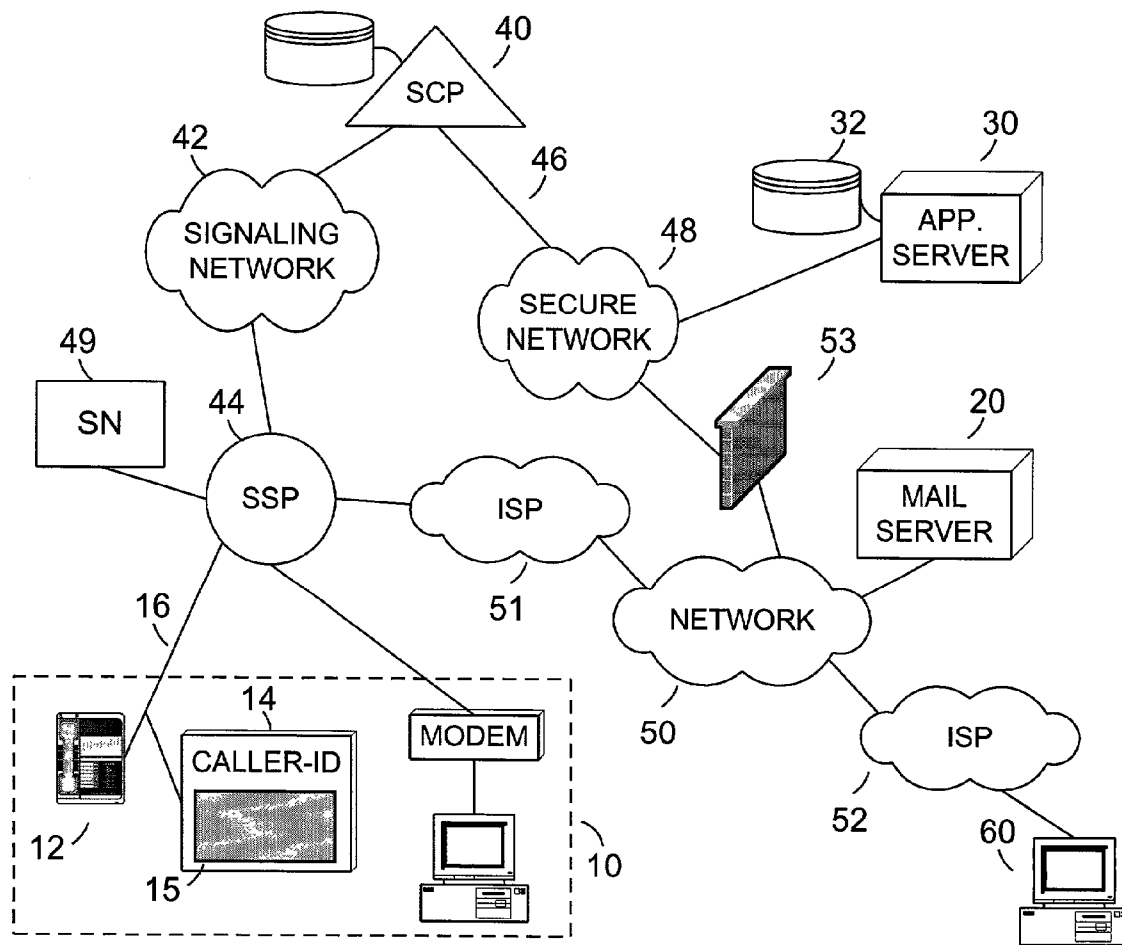 40
SCP
42
46
32
30
SIGNALING
NETWORK
APP.
SERVER
48
SECURE
NETWORK
49
53
SN
44
20
SSP
ISP
MAIL
SERVER
51
16
NETWORK
14
50
MODEM
ISP
CALLER-ID
52
12
15
10
60